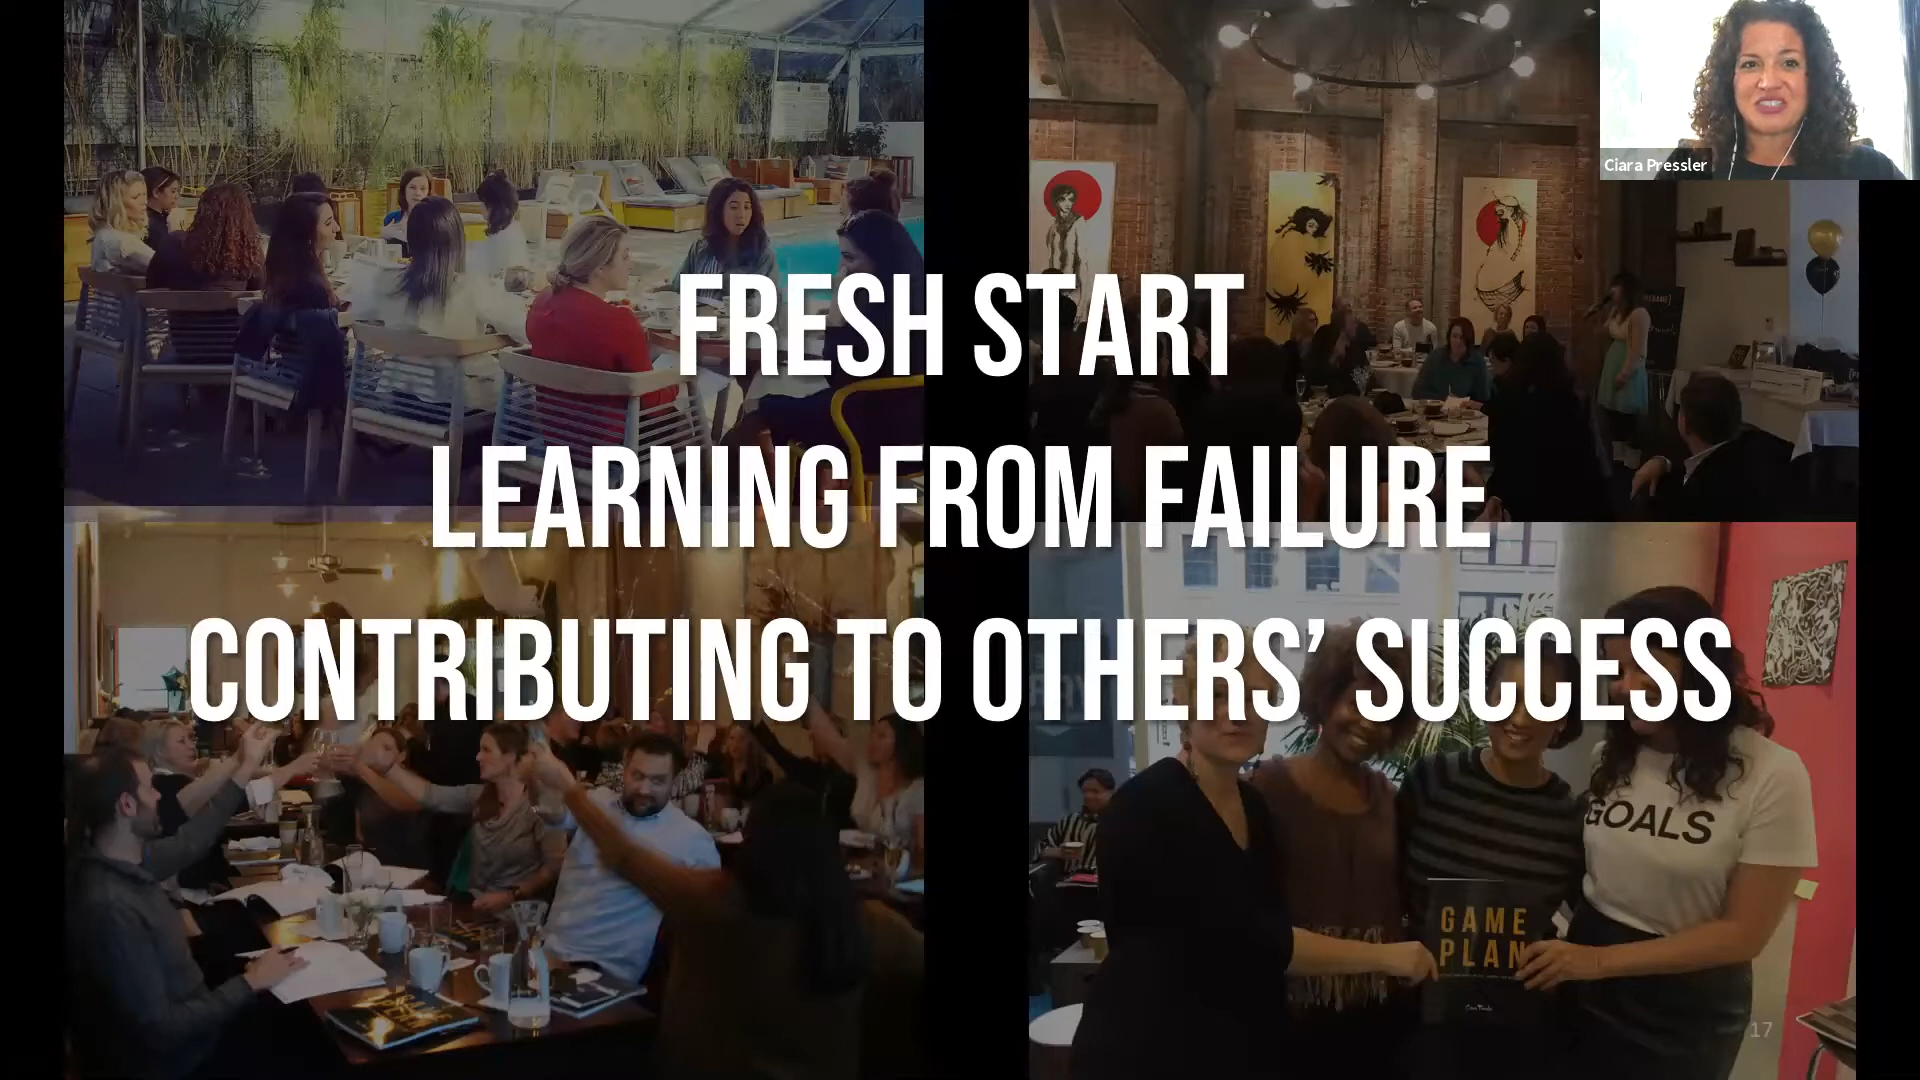 Ciara Pressler
FRESH START
LEARNING FROM FAILURE
CONTRIBUTING TO OTHERS’ SUCCESS
GOALS
GAME
PLAN
17